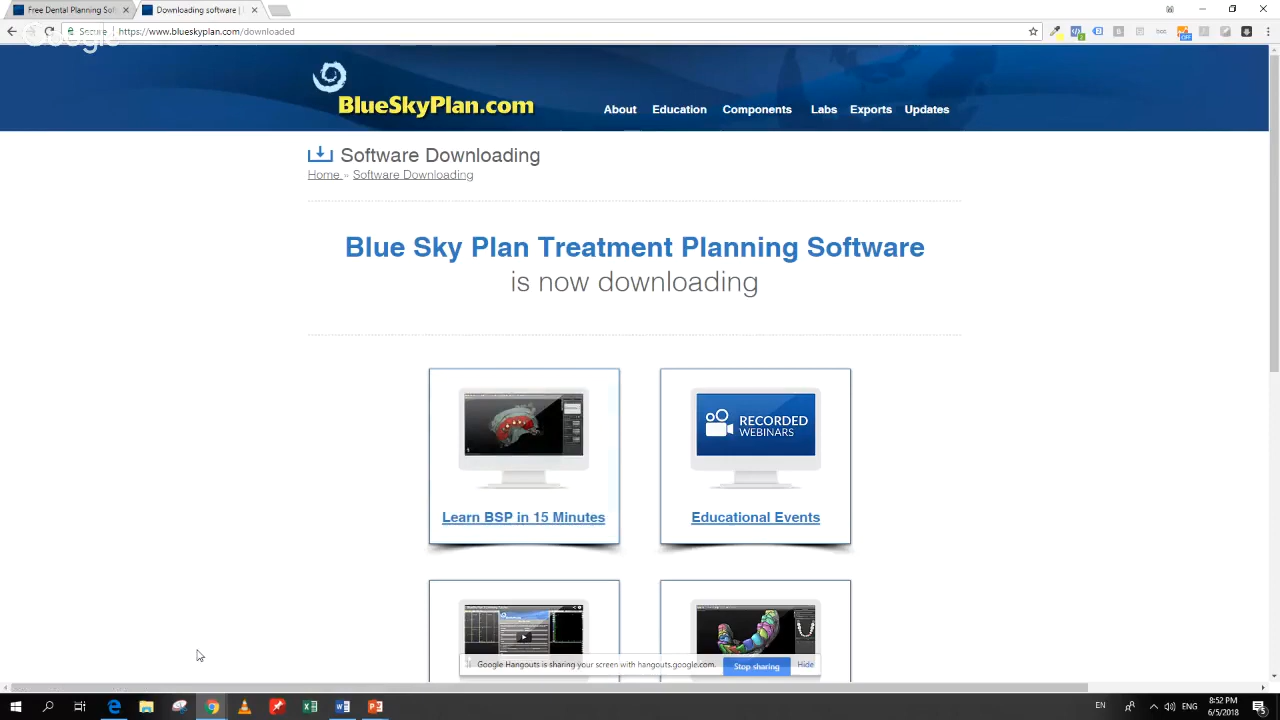 Free Dental Planning Sof
Downloading software |
Google
Secure
https://www.blueskyplan.com/downloaded
BlueSkyPlan.com
About
Education
Components
Labs
Exports
Updates
Software Downloading
Home » Software Downloading
Blue Sky Plan Treatment Planning Software
is now downloading
RECORDED
WEBINARS
Learn BSP in 15 Minutes
Educational Events
Google Hangouts is sharing your screen with hangouts.google.com.
Stop sharing
Hide
EN
ENG
8:52 PM
6/5/2018